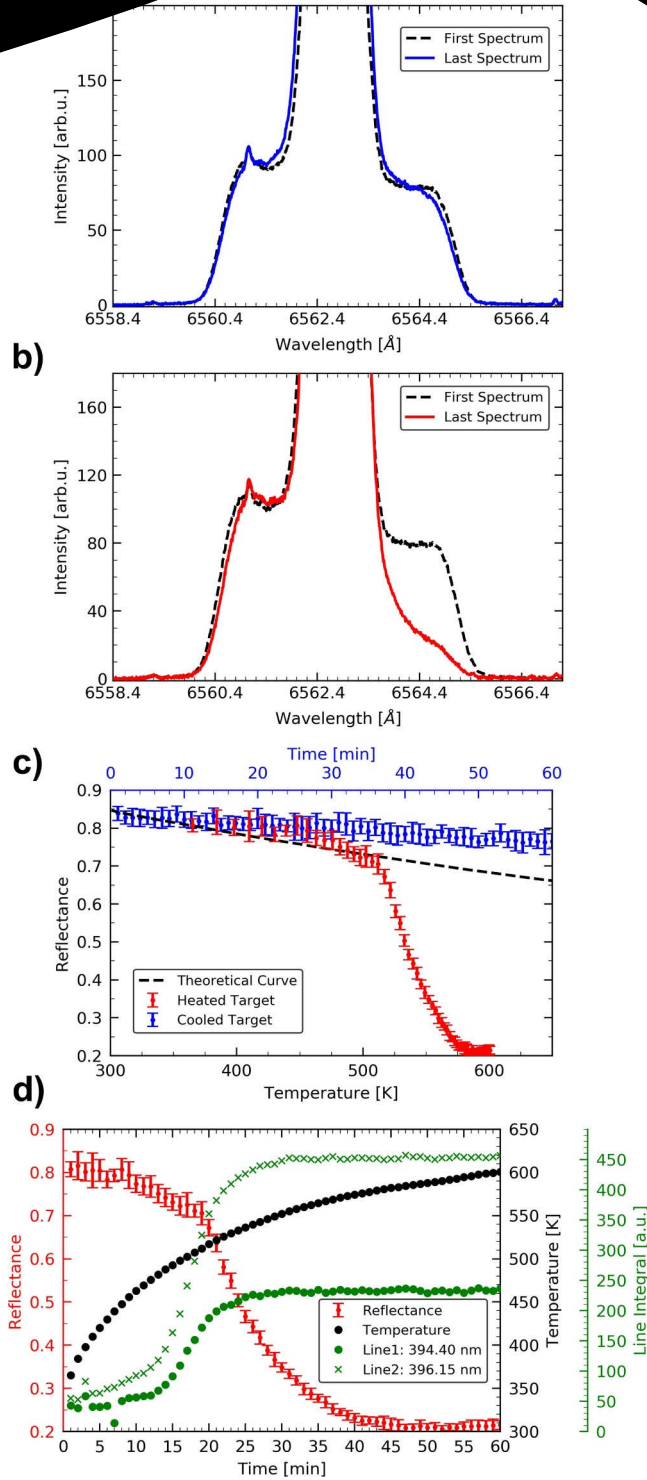 150
100
50
0
Intensity [arb.u.]
First Spectrum
Last Spectrum
6558.4 6560.4 6562.4 6564.4 6566.4
Wavelength [Å]
b)
160
120
80
40
0
Intensity [arb.u.]
First Spectrum
Last Spectrum
6558.4 6560.4 6562.4 6564.4 6566.4
Wavelength [Å]
c)
Time [min]
0 10 20 30 40 50 60
0.9
0.8
0.7
0.6
0.5
0.4
0.3
0.2
Reflectance
Theoretical Curve
Heated Target
Cooled Target
300 400 500 600
Temperature [K]
d)
0.9
0.8
0.7
0.6
0.5
0.4
0.3
0.2
Reflectance
650
600
550
500
450
400
350
300
Temperature [K]
450
400
350
300
250
200
150
100
50
0
Line Integral [a.u.]
Reflectance
Temperature
Line1: 394.40 nm
Line2: 396.15 nm
0 5 10 15 20 25 30 35 40 45 50 55 60
Time [min]